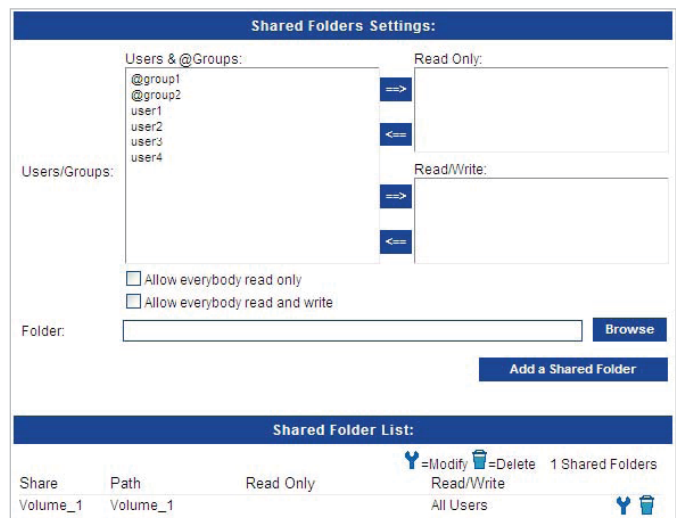 Shared Folders Settings:
Users & @Groups:
Read Only:
@group1
@group2
user1
user2
user3
user4
==>
<==
Users/Groups:
Read/Write:
==>
<==
Allow everybody read only
Allow everybody read and write
Folder:
Browse
Add a Shared Folder
Shared Folder List:
=Modify =Delete 1 Shared Folders
Share Path Read Only Read/Write
Volume_1 Volume_1 All Users